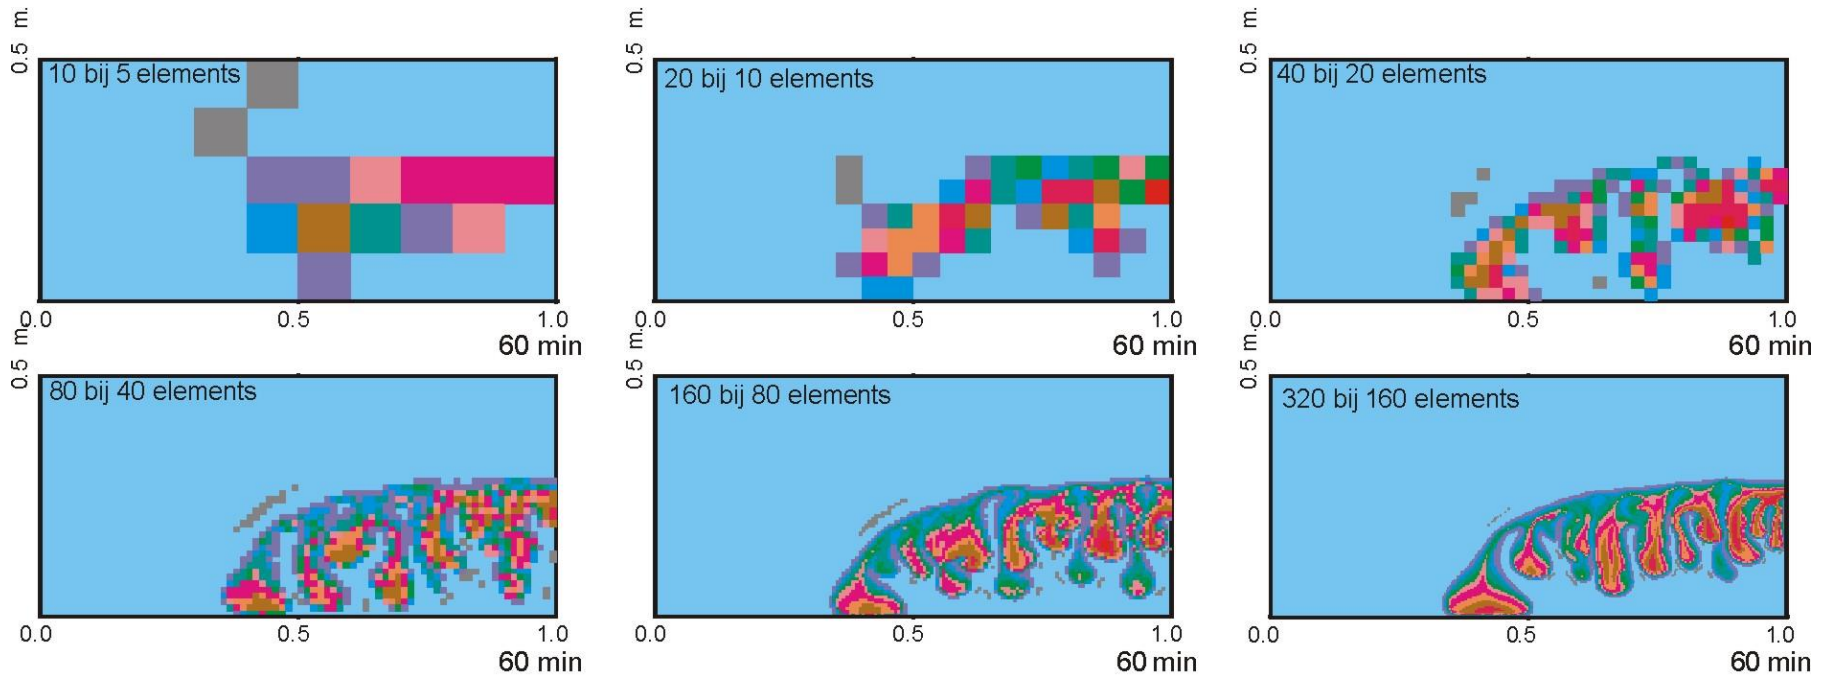 0.5 m.
10 bij 5 elements
0.0 0.5 1.0
60 min
0.5 m.
20 bij 10 elements
0.0 0.5 1.0
60 min
0.5 m.
40 bij 20 elements
0.0 0.5 1.0
60 min
0.5 m.
80 bij 40 elements
0.0 0.5 1.0
60 min
0.5 m.
160 bij 80 elements
0.0 0.5 1.0
60 min
0.5 m.
320 bij 160 elements
0.0 0.5 1.0
60 min